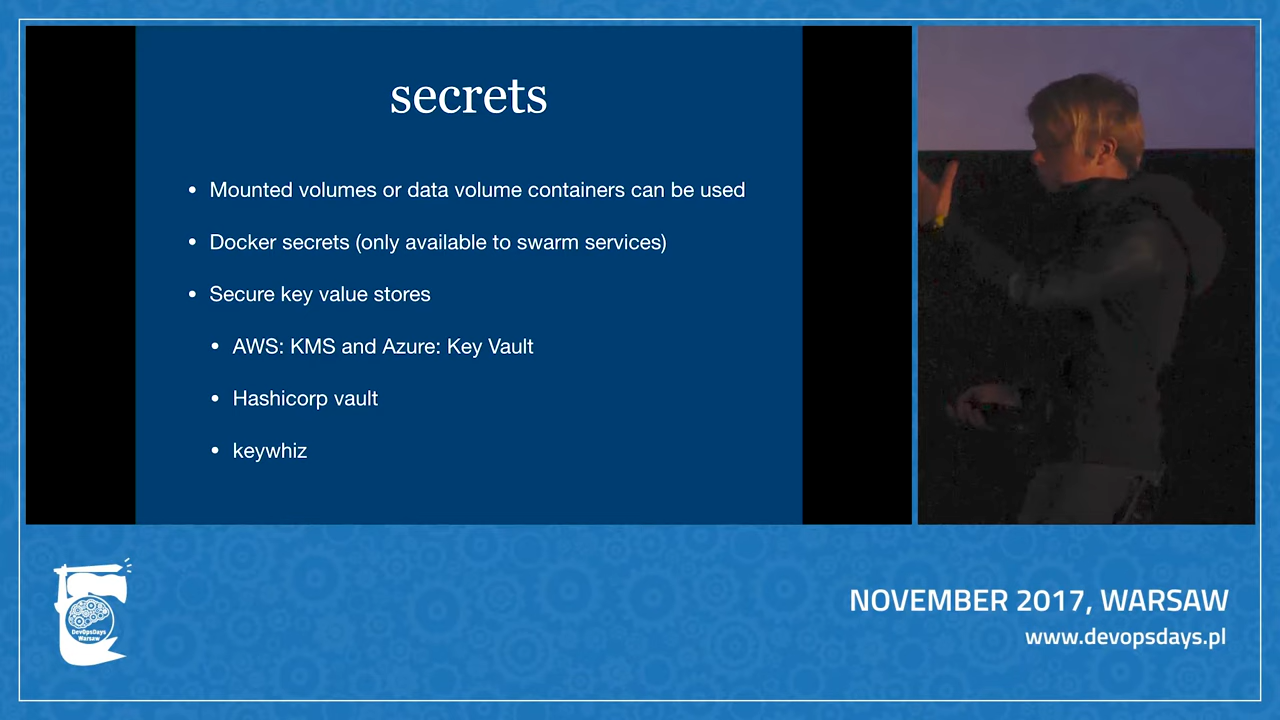 secrets
• Mounted volumes or data volume containers can be used
• Docker secrets (only available to swarm services)
• Secure key value stores
• AWS: KMS and Azure: Key Vault
• Hashicorp vault
• keywhiz
DevOpsDays
Warsaw
NOVEMBER 2017, WARSAW
www.devopsdays.pl